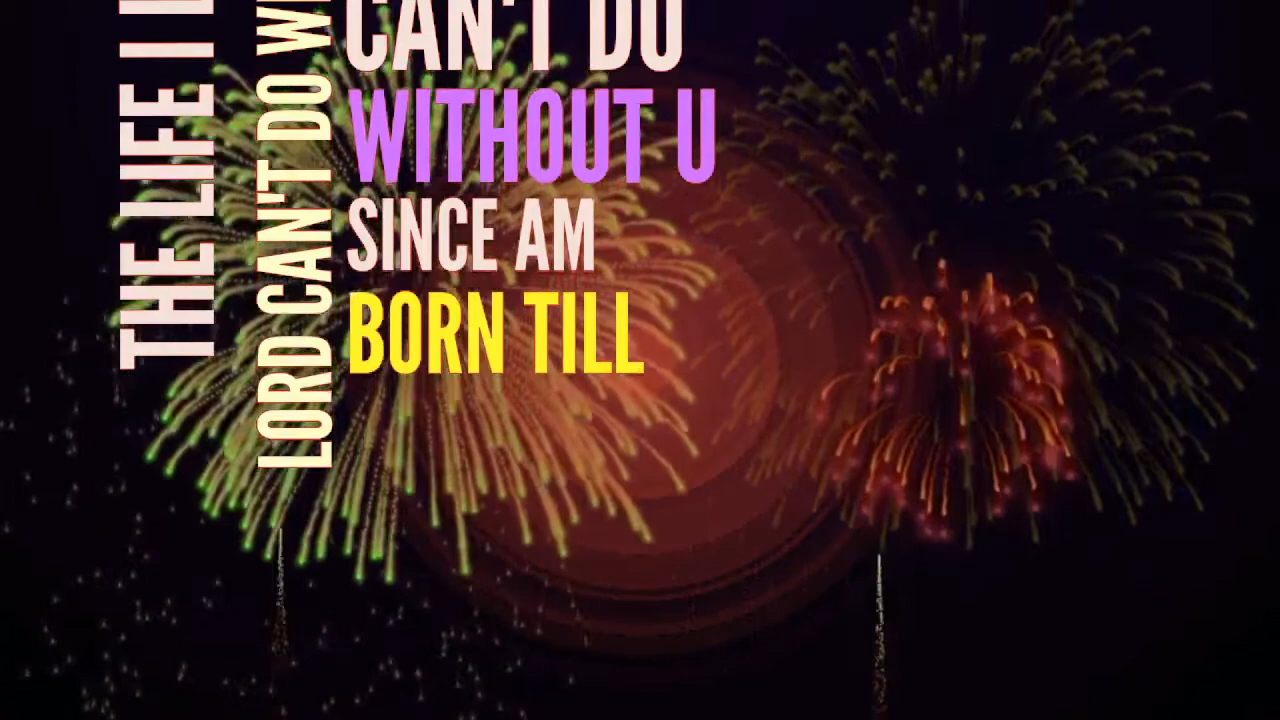 THE LIFE I
LORD CAN'T DO
CAN'T DO
WITHOUT U
SINCE AM
BORN TILL